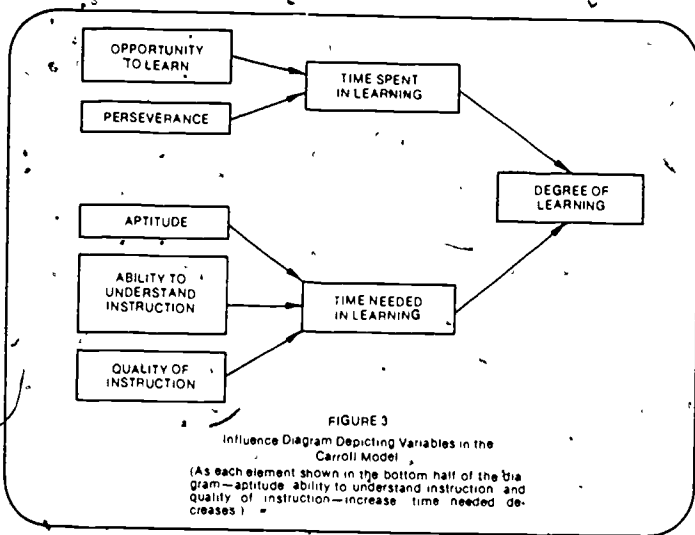 OPPORTUNITY
TO LEARN
PERSEVERANCE
TIME SPENT
IN LEARNING
DEGREE OF
LEARNING
APTITUDE
ABILITY TO
UNDERSTAND
INSTRUCTION
QUALITY OF
INSTRUCTION
TIME NEEDED
IN LEARNING
FIGURE 3
Influence Diagram Depicting Variables in the
Carroll Model
(As each element shown in the bottom half of the dia
gram—aptitude ability to understand instruction and
quality of instruction—increase time needed de-
creases)